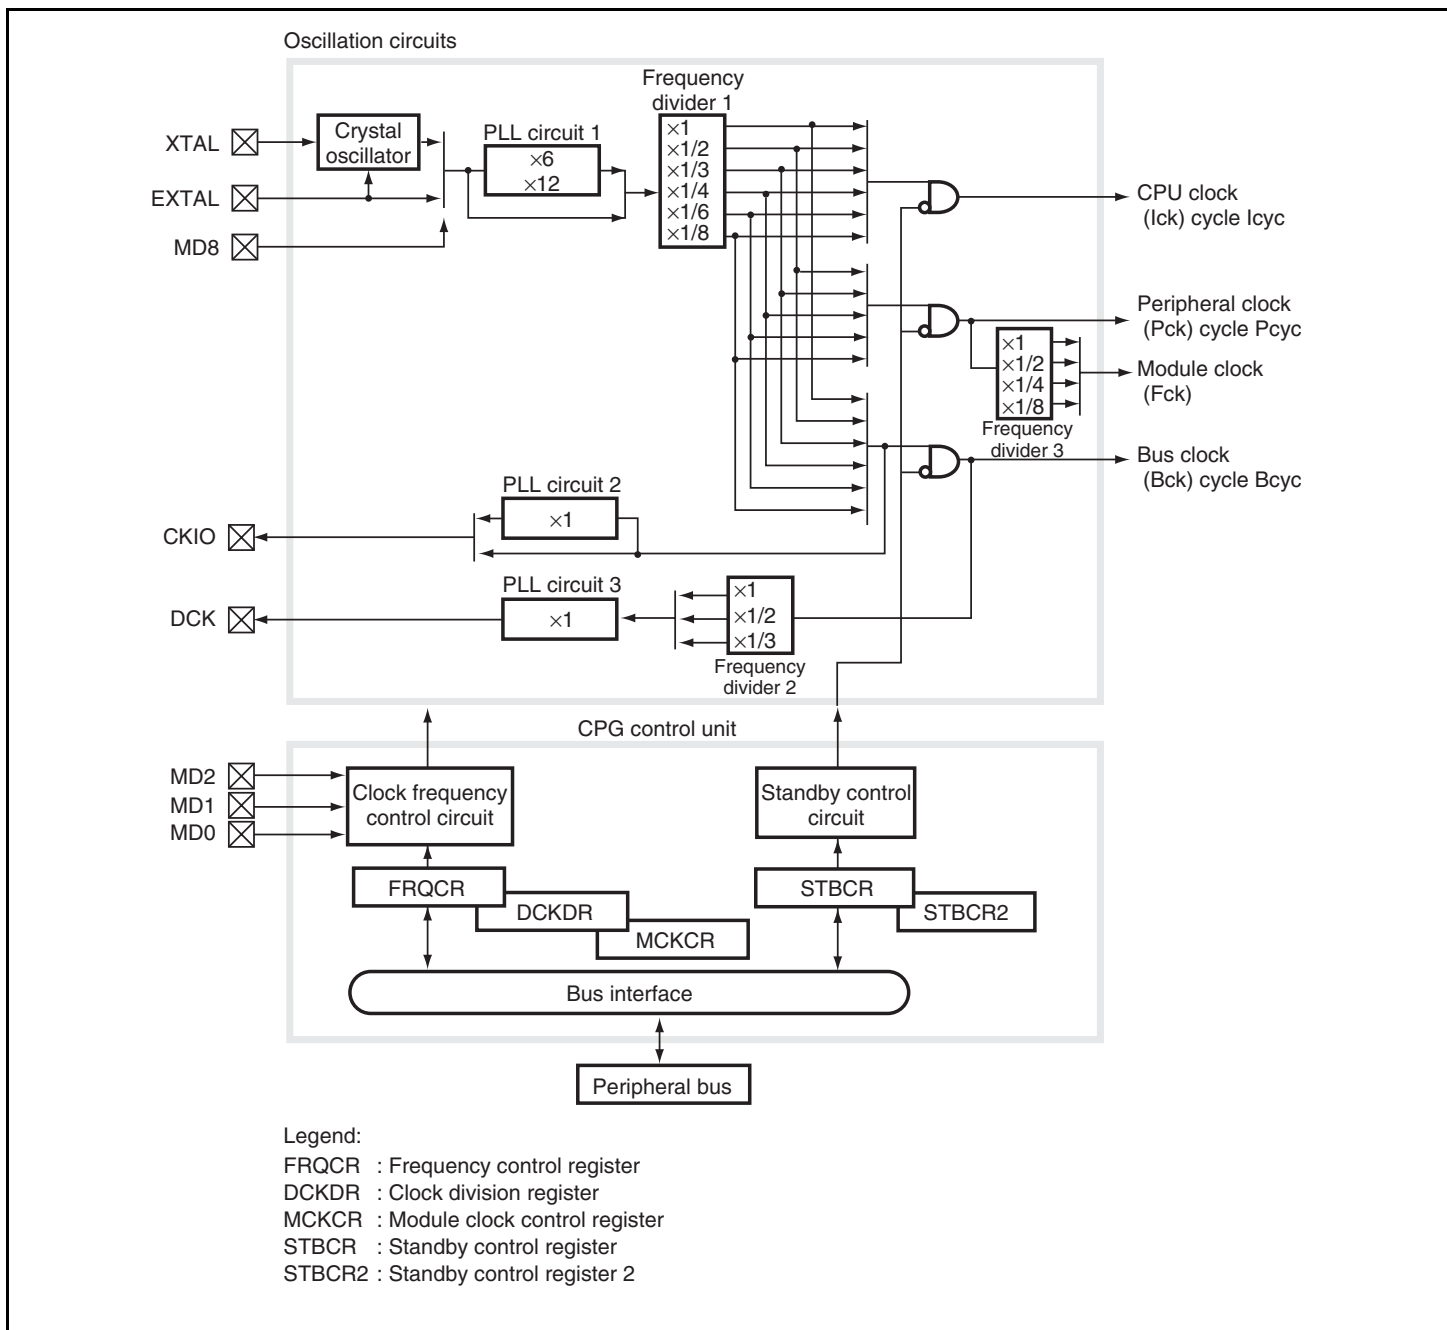 Oscillation circuits
Frequency
divider 1
XTAL
Crystal
oscillator
PLL circuit 1
×6
×12
×1
×1/2
×1/3
×1/4
×1/6
×1/8
EXTAL
MD8
CPU clock
(Ick) cycle Icyc
Peripheral clock
(Pck) cycle Pcyc
×1
×1/2
×1/4
×1/8
Frequency
divider 3
Module clock
(Fck)
Bus clock
(Bck) cycle Bcyc
PLL circuit 2
×1
CKIO
PLL circuit 3
×1
DCK
×1
×1/2
×1/3
Frequency
divider 2
CPG control unit
MD2
MD1
MD0
Clock frequency
control circuit
Standby control
circuit
FRQCR
DCKDR
MCKCR
STBCR
STBCR2
Bus interface
Peripheral bus
Legend:
FRQCR : Frequency control register
DCKDR : Clock division register
MCKCR : Module clock control register
STBCR : Standby control register
STBCR2 : Standby control register 2